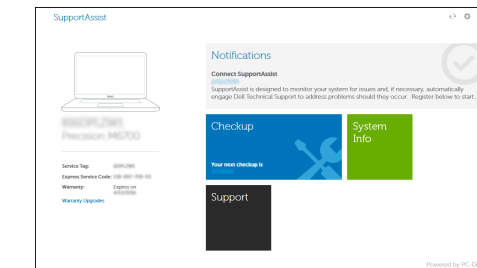 SupportAssist
Notifications
Connect SupportAssist
SupportAssist is designed to monitor your system for issues and, if necessary, automatically
engage Dell Technical Support to address problems should they occur. Register below to start.
Precision M6700
Checkup
Your next checkup is
System
Info
Service Tag:
Express Service Code:
Warranty: Expires on
Warranty Upgrades
Support
Powered by PC-D